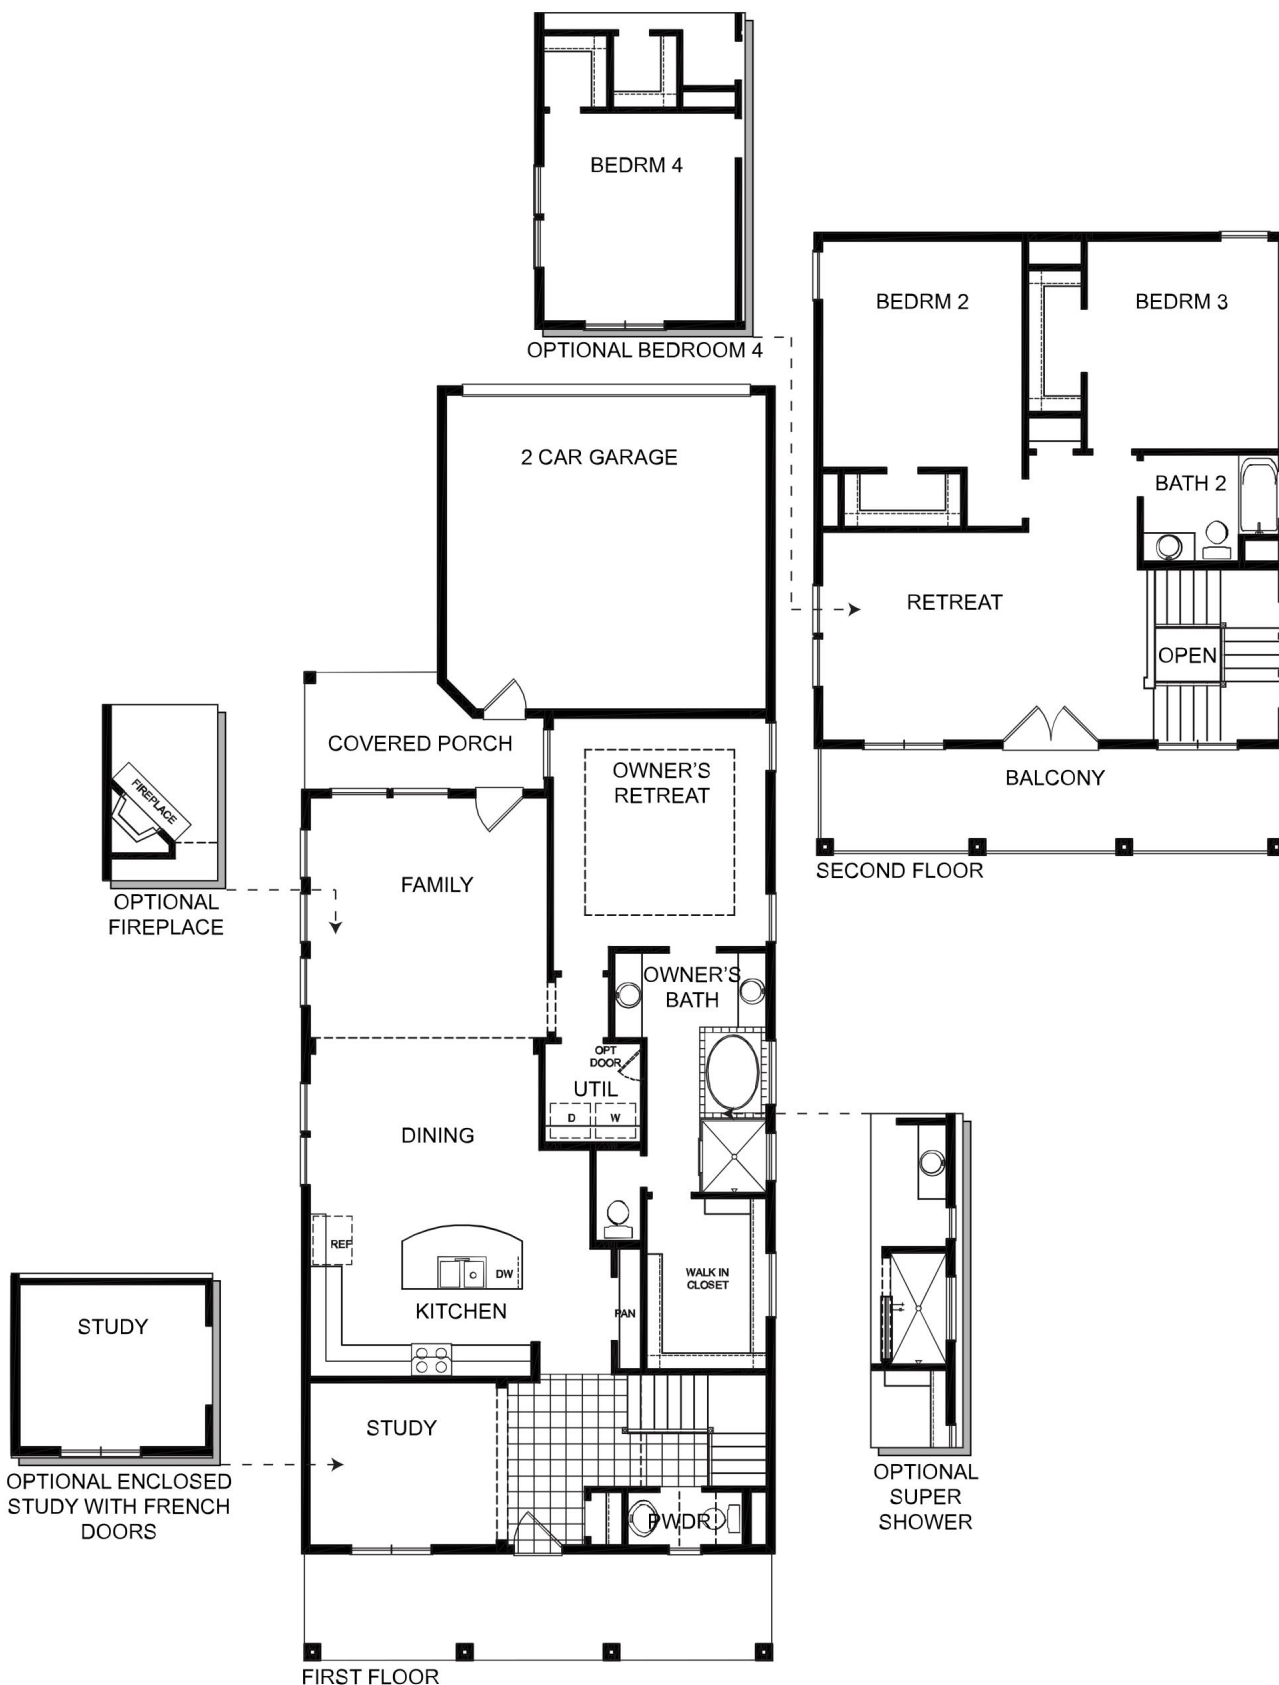 BEDRM 4
OPTIONAL BEDROOM 4
BEDRM 2
BEDRM 3
BATH 2
RETREAT
OPEN
BALCONY
SECOND FLOOR
2 CAR GARAGE
COVERED PORCH
OWNER'S
RETREAT
FIREPLACE
OPTIONAL
FIREPLACE
FAMILY
OWNER'S
BATH
OPT
DOOR
UTIL
D
W
DINING
REF
DW
KITCHEN
PAN
WALK IN
CLOSET
STUDY
OPTIONAL ENCLOSED
STUDY WITH FRENCH
DOORS
STUDY
PWDR
OPTIONAL
SUPER
SHOWER
FIRST FLOOR